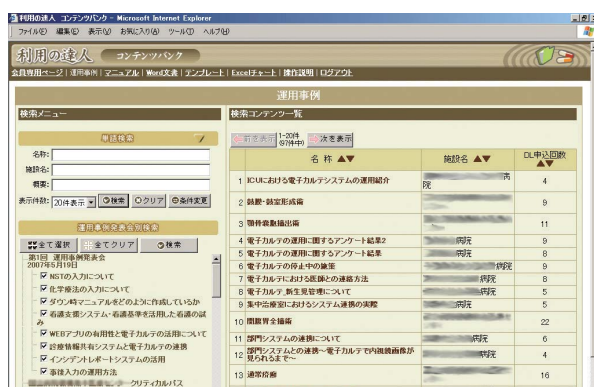 利用の達人 コンテンツバンク - Microsoft Internet Explorer
ファイル(F) 編集(E) 表示(V) お気に入り(A) ツール(T) ヘルプ(H)
利用の達人 コンテンツバンク
会員専用ページ | 運用事例 | マニュアル | Word文書 | テンプレート | Excelチャート | 操作説明 | ログアウト
運用事例
検索メニュー
単語検索
名称:
施設名:
概要:
表示件数: 20件表示 検索 クリア 条件変更
運用事例発表会別検索
全て選択 全てクリア 検索
第1回 運用事例発表会
2007年5月19日
NSTの入力について
化学療法の入力について
ダウン時マニュアルをどのように作成しているか
看護支援システム・看護基準を活用した看護の試み
WEBアプリの有用性と電子カルテの活用について
診療情報共有システムと電子カルテの連携
インシデントレポートシステムの活用
事後入力の運用方法
クリティカルパス
検索コンテンツ一覧
前を表示 1-20件 (97件中) 次を表示
名 称 ▲▼ 施設名 ▲▼ DL申込回数 ▲▼
1 ICUにおける電子カルテシステムの運用紹介 病院 4
2 鼓膜・鼓室形成術 9
3 顎骨嚢胞摘出術 11
4 電子カルテの運用に関するアンケート結果2 病院 9
5 電子カルテの運用に関するアンケート結果 病院 8
6 電子カルテの停止中の施策 病院 9
7 電子カルテにおける医師との連絡方法 病院 8
8 電子カルテ_新生児管理について 病院 5
9 集中治療室におけるシステム連携の実際 病院 5
10 関胃全摘術 22
11 部門システムの連携について 病院 6
12 部門システムとの連携～電子カルテで内視鏡画像が見られるまで～ 病院 4
13 通常疼痛 16